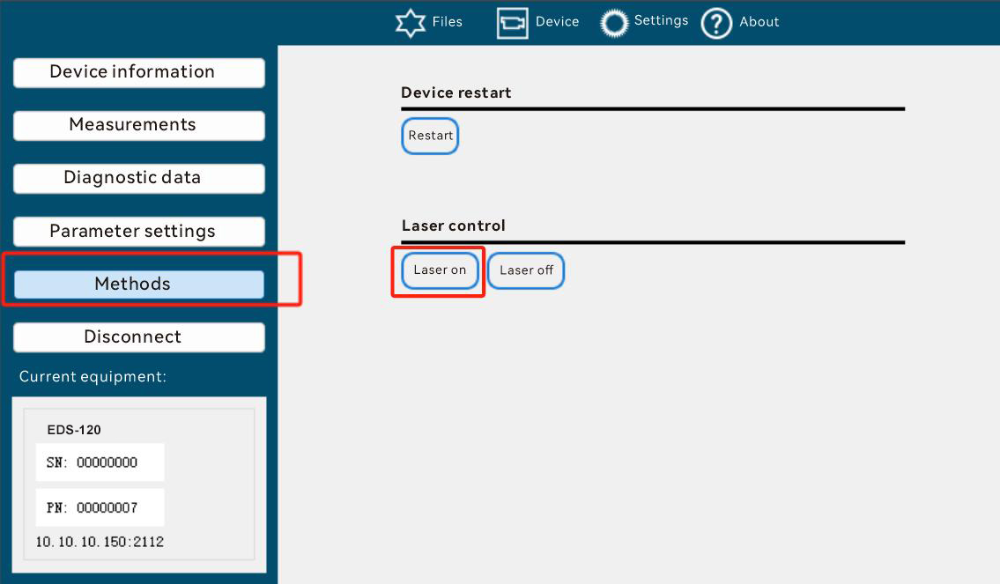 Files
Device
Settings
About
Device information
Measurements
Diagnostic data
Parameter settings
Methods
Disconnect
Current equipment:
EDS-120
SN: 00000000
PN: 00000007
10.10.10.150:2112
Device restart
Restart
Laser control
Laser on
Laser off